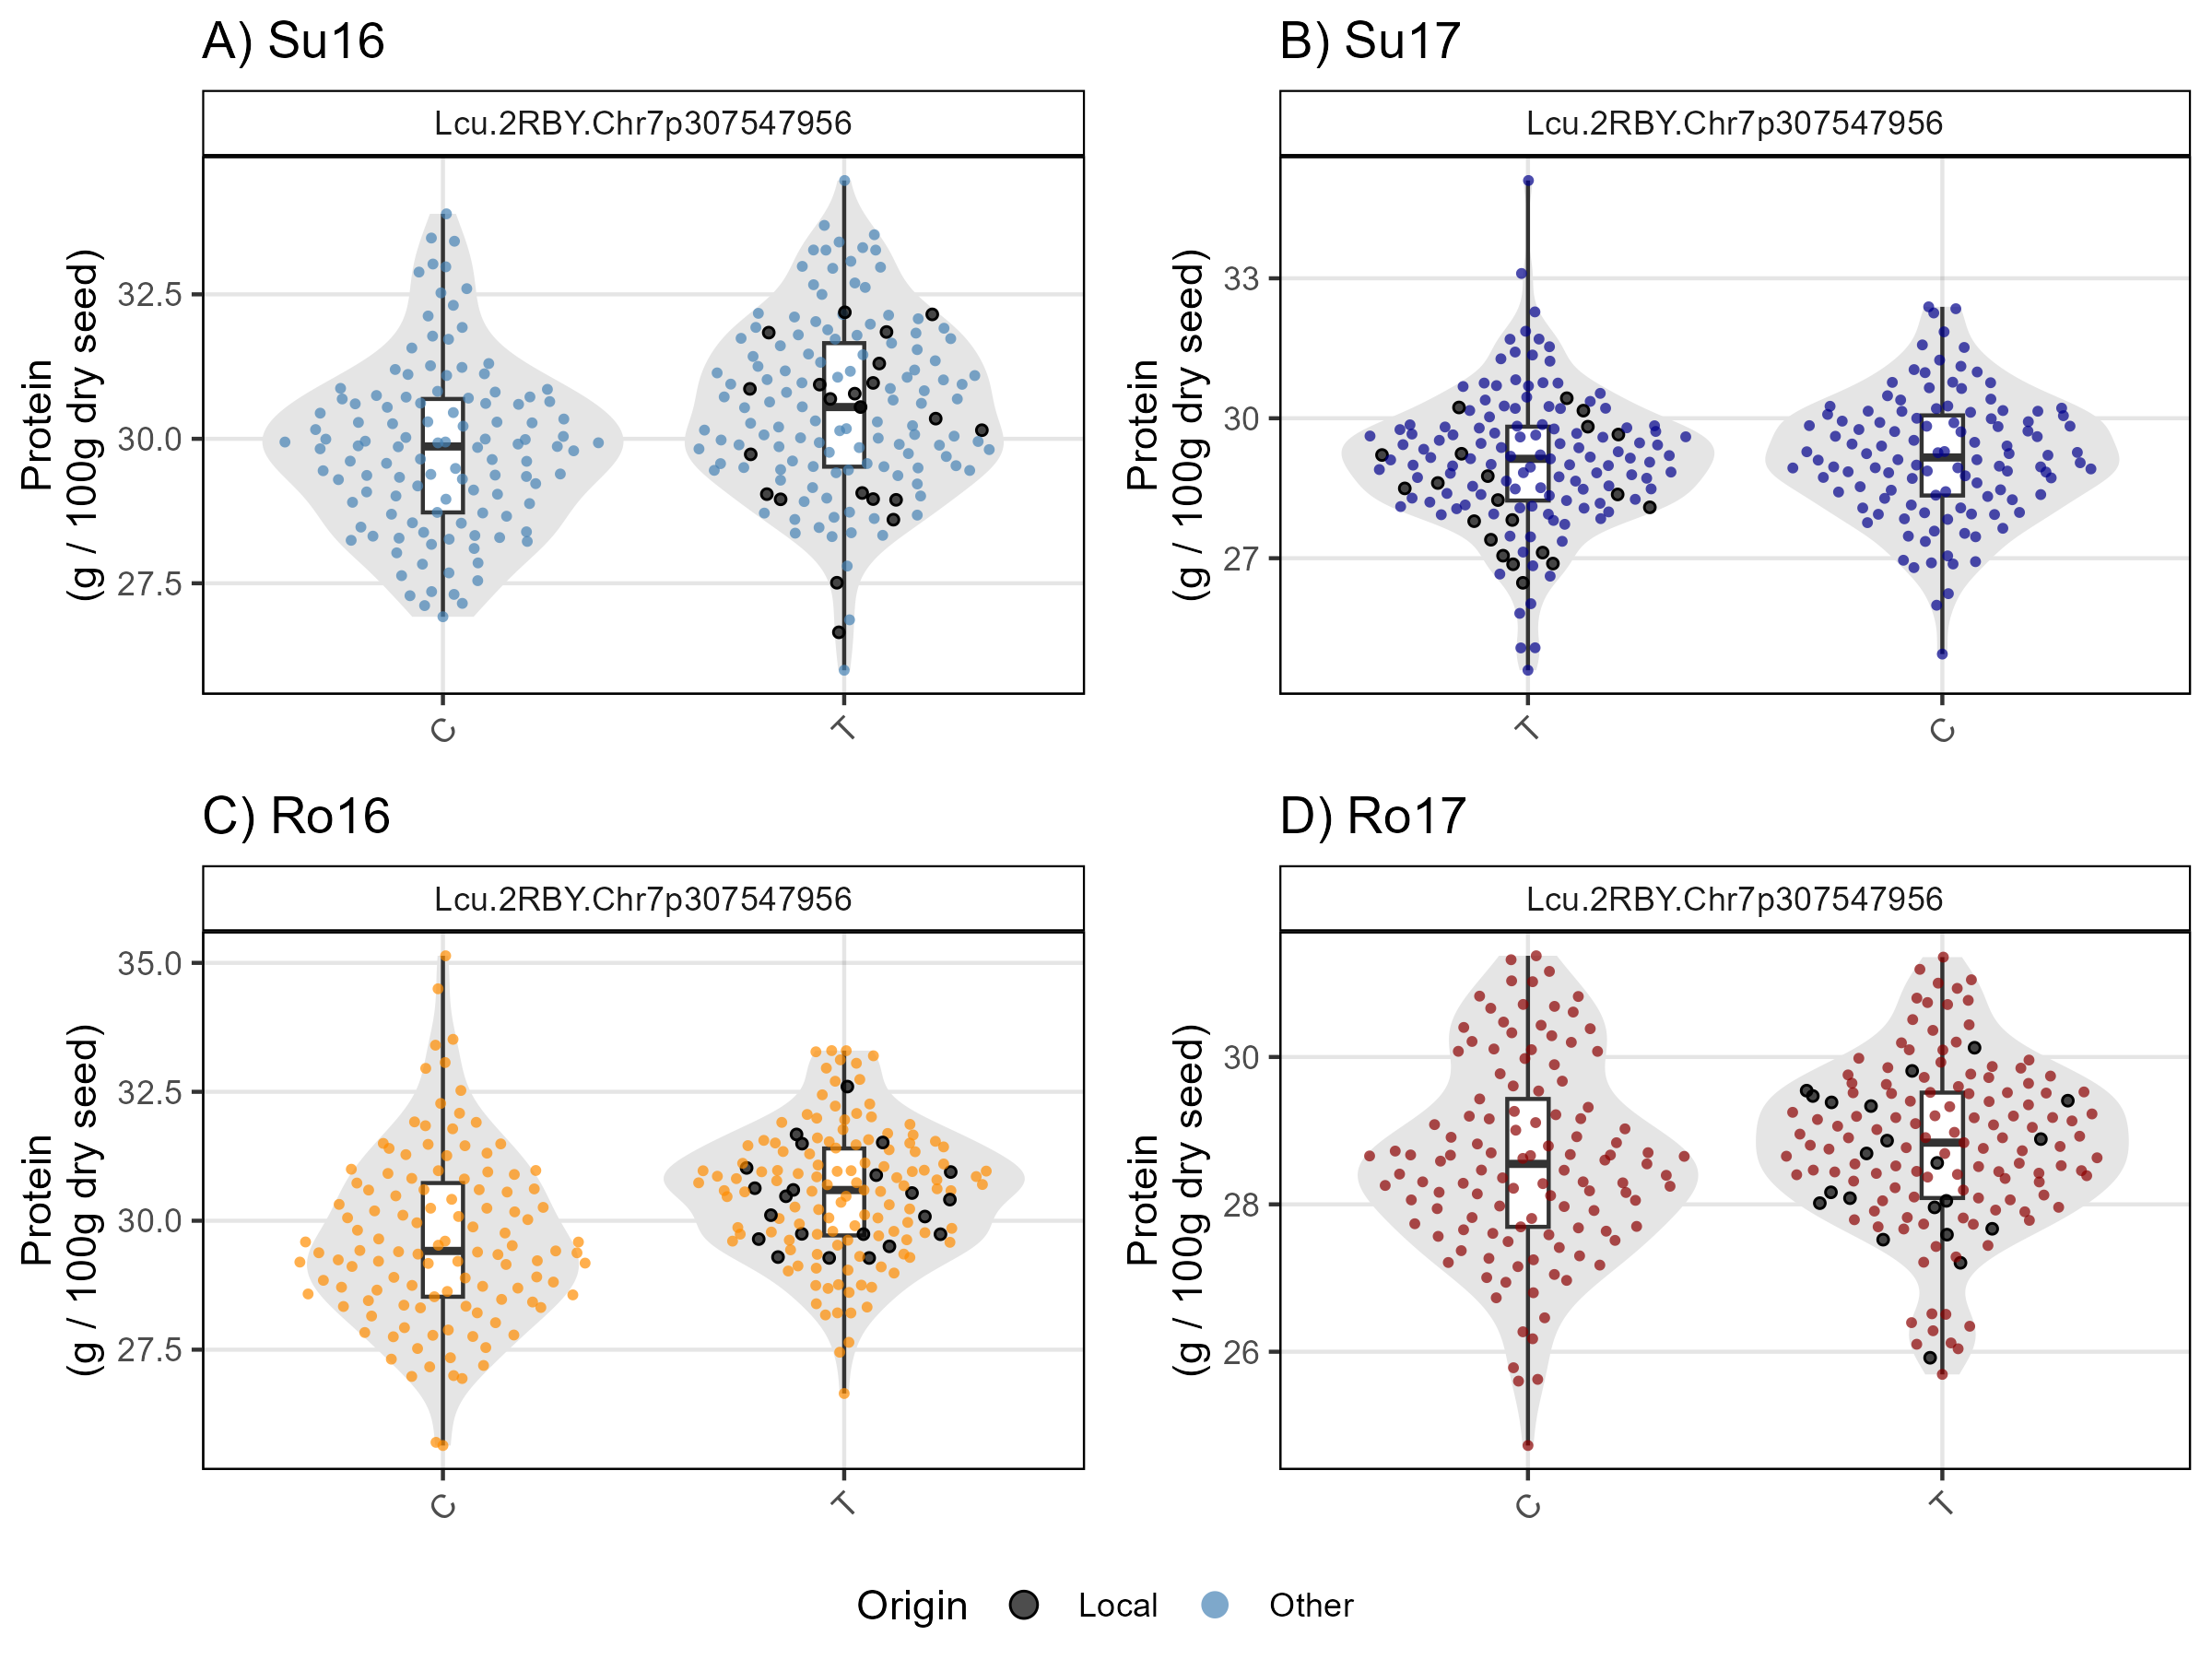 A) Su16
Lcu.2RBY.Chr7p307547956
Protein
(g / 100g dry seed)
32.5
30.0
27.5
C
T
B) Su17
Lcu.2RBY.Chr7p307547956
Protein
(g / 100g dry seed)
33
30
27
T
C
C) Ro16
Lcu.2RBY.Chr7p307547956
Protein
(g / 100g dry seed)
35.0
32.5
30.0
27.5
C
T
D) Ro17
Lcu.2RBY.Chr7p307547956
Protein
(g / 100g dry seed)
30
28
26
C
T
Origin Local Other